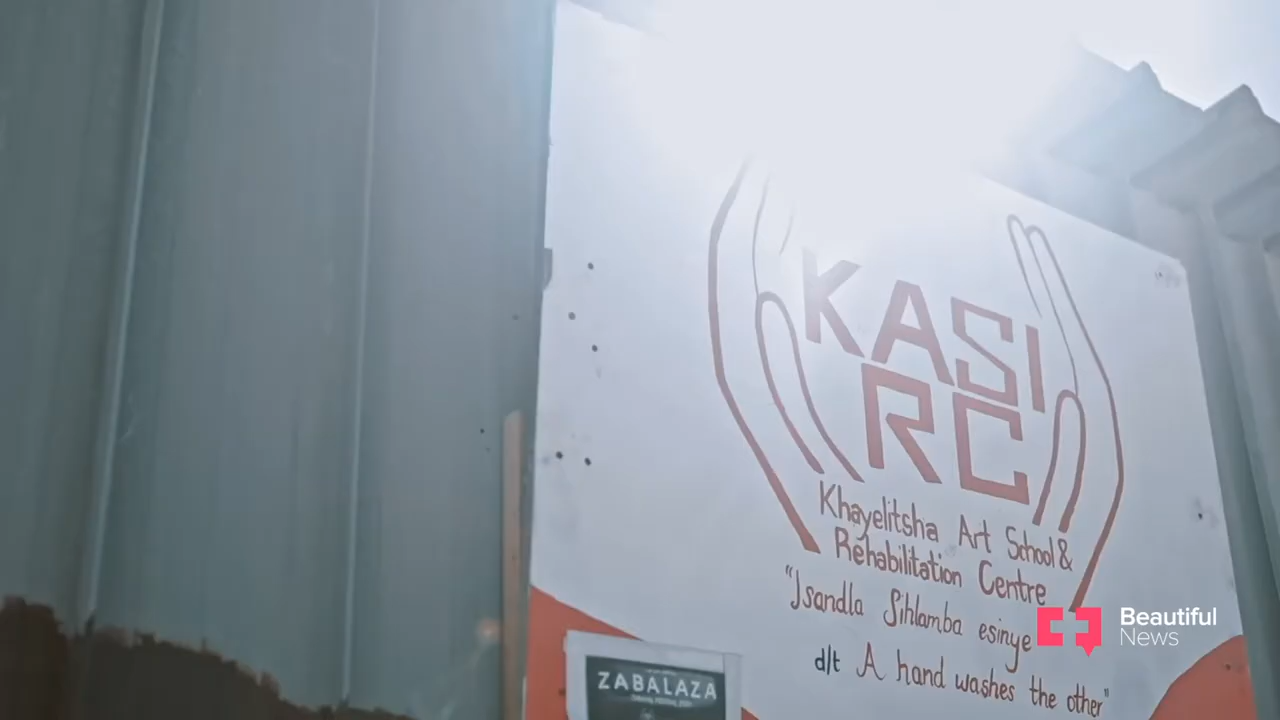 KASI
RC
Khayelitsha Art School &
Rehabilitation Centre
"Isandla Sihlamba esinye
d/t A hand washes the other"
ZABALAZA
Beautiful
News